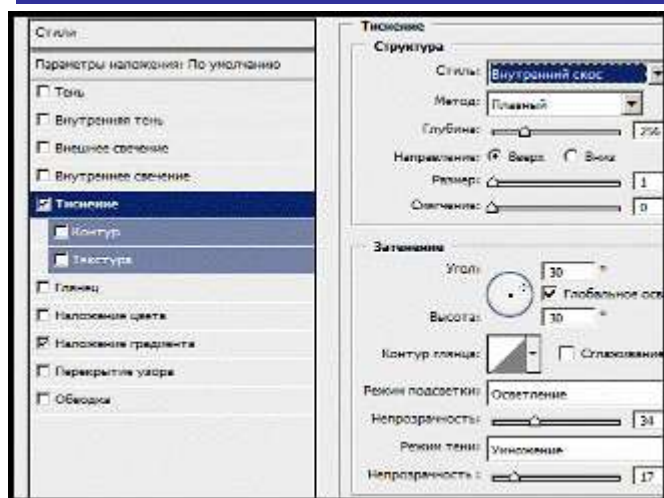 Стили
Параметры наложения: По умолчанию
Тень
Внутренняя тень
Внешнее свечение
Внутреннее свечение
Тиснение
Контур
Текстура
Глянец
Наложение цвета
Наложение градиента
Перекрытие узора
Обводка
Тиснение
Структура
Стиль: Внутренний скос
Метод: Плавный
Глубина: 256
Направление: Вверх Вниз
Размер: 1
Смягчение: 0
Затенение
Угол: 30 °
Глобальное осв
Высота: 30 °
Контур глянца: Сглаживание
Режим подсветки: Осветление
Непрозрачность: 34
Режим тени: Умножение
Непрозрачность : 17